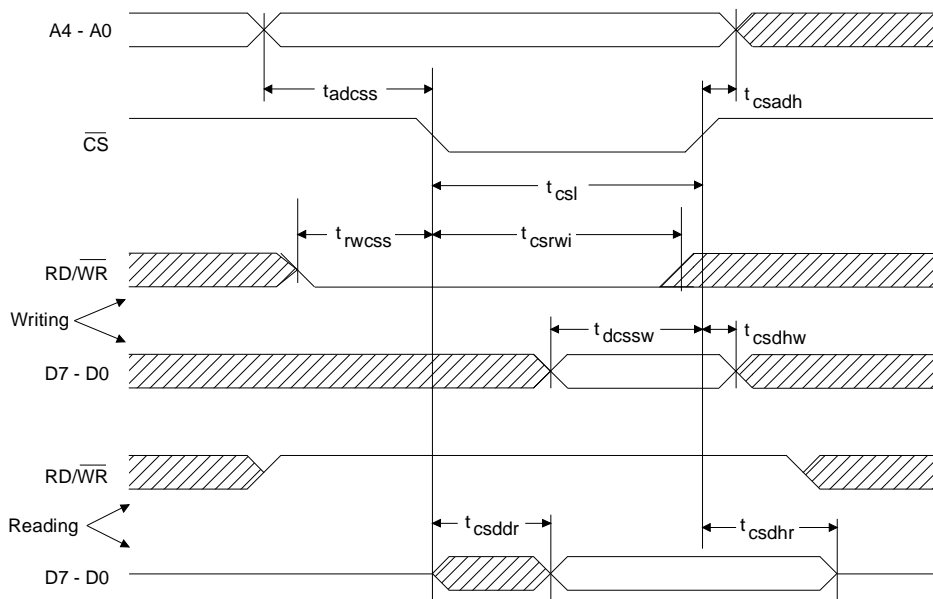 A4 - A0
tadcss
tcsadh
CS
tcsl
trwcss
tcsrwi
RD/WR
Writing
tdcssw
tcsdhw
D7 - D0
RD/WR
Reading
tcsddr
tcsdhr
D7 - D0